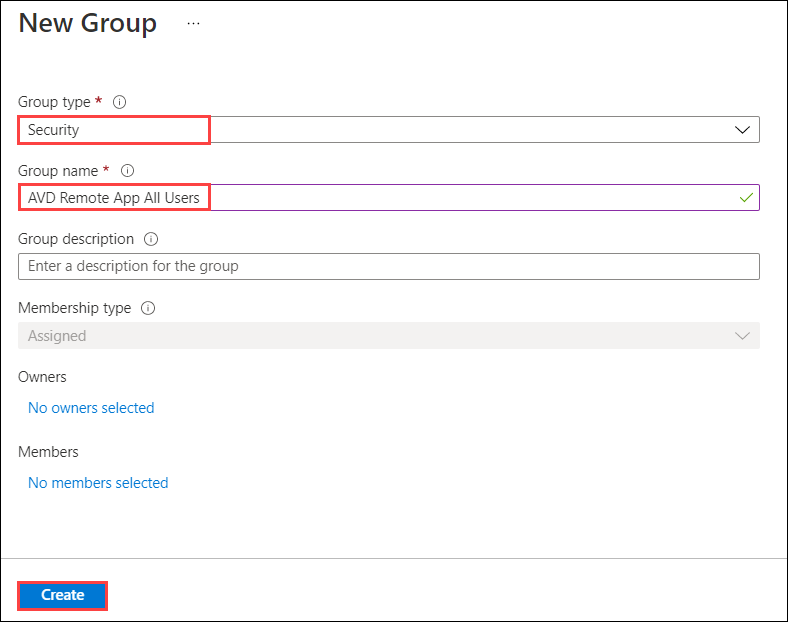 New Group ...
Group type *
Security
Group name *
AVD Remote App All Users
Group description
Enter a description for the group
Membership type
Assigned
Owners
No owners selected
Members
No members selected
Create